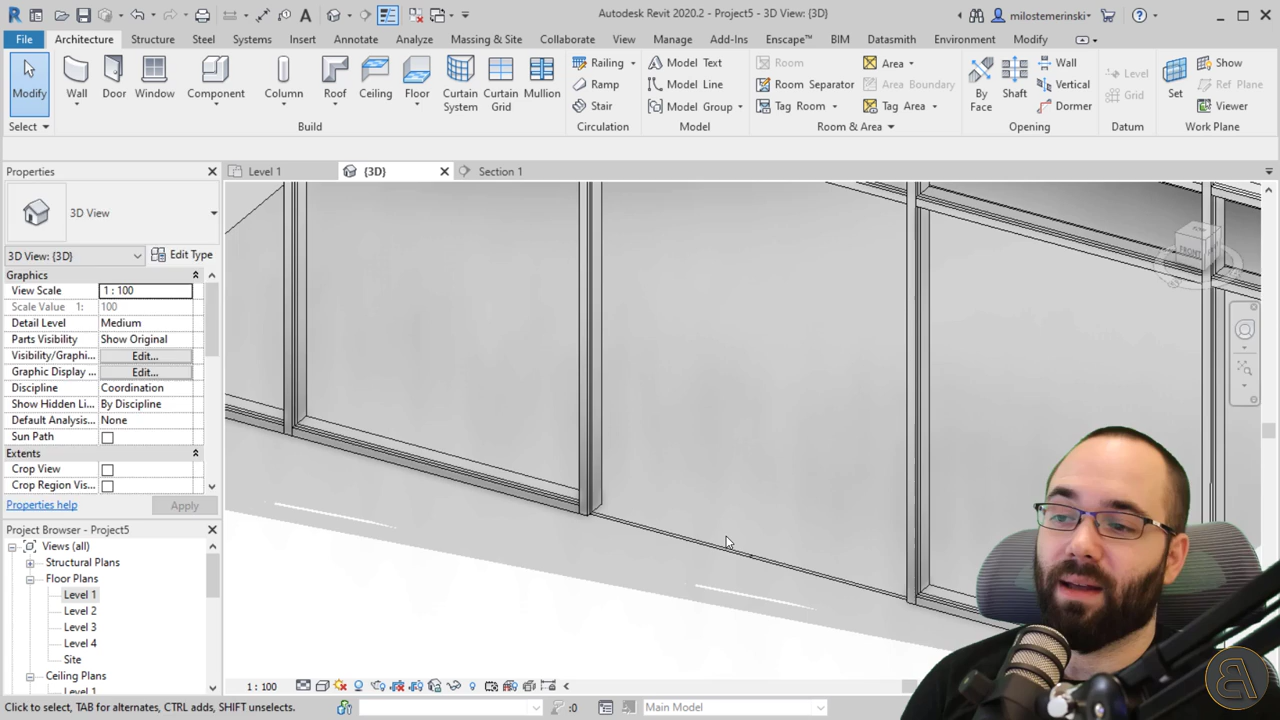 Autodesk Revit 2020.2 - Project5 - 3D View: {3D}
milostemerinski
File Architecture Structure Steel Systems Insert Annotate Analyze Massing & Site Collaborate View Manage Add-Ins Enscape™ BIM Datasmith Environment Modify
Modify Wall Door Window Component Column Roof Ceiling Floor Curtain System Curtain Grid Mullion
Railing Model Text Room Area Wall Show
Ramp Model Line Room Separator Area Boundary By Face Shaft Vertical Level Set Ref Plane
Stair Model Group Tag Room Tag Area Dormer Grid Viewer
Select Build Circulation Model Room & Area Opening Datum Work Plane
Properties
Level 1 {3D} Section 1
3D View
3D View: {3D} Edit Type
Graphics
View Scale 1 : 100
Scale Value 1: 100
Detail Level Medium
Parts Visibility Show Original
Visibility/Graphi... Edit...
Graphic Display ... Edit...
Discipline Coordination
Show Hidden Li... By Discipline
Default Analysis... None
Sun Path
Extents
Crop View
Crop Region Vis...
Properties help Apply
Project Browser - Project5
Views (all)
Structural Plans
Floor Plans
Level 1
Level 2
Level 3
Level 4
Site
Ceiling Plans
Level 1
FRONT
1 : 100
Click to select, TAB for alternates, CTRL adds, SHIFT unselects.
:0
Main Model